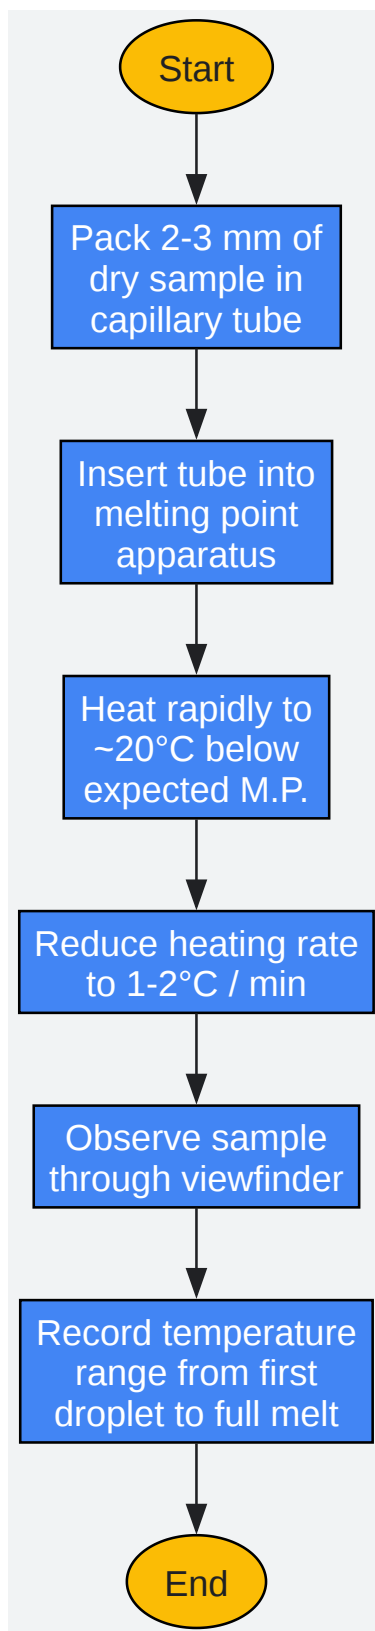 Start
Pack 2-3 mm of
dry sample in
capillary tube
Insert tube into
melting point
apparatus
Heat rapidly to
~20°C below
expected M.P.
Reduce heating rate
to 1-2°C / min
Observe sample
through viewfinder
Record temperature
range from first
droplet to full melt
End